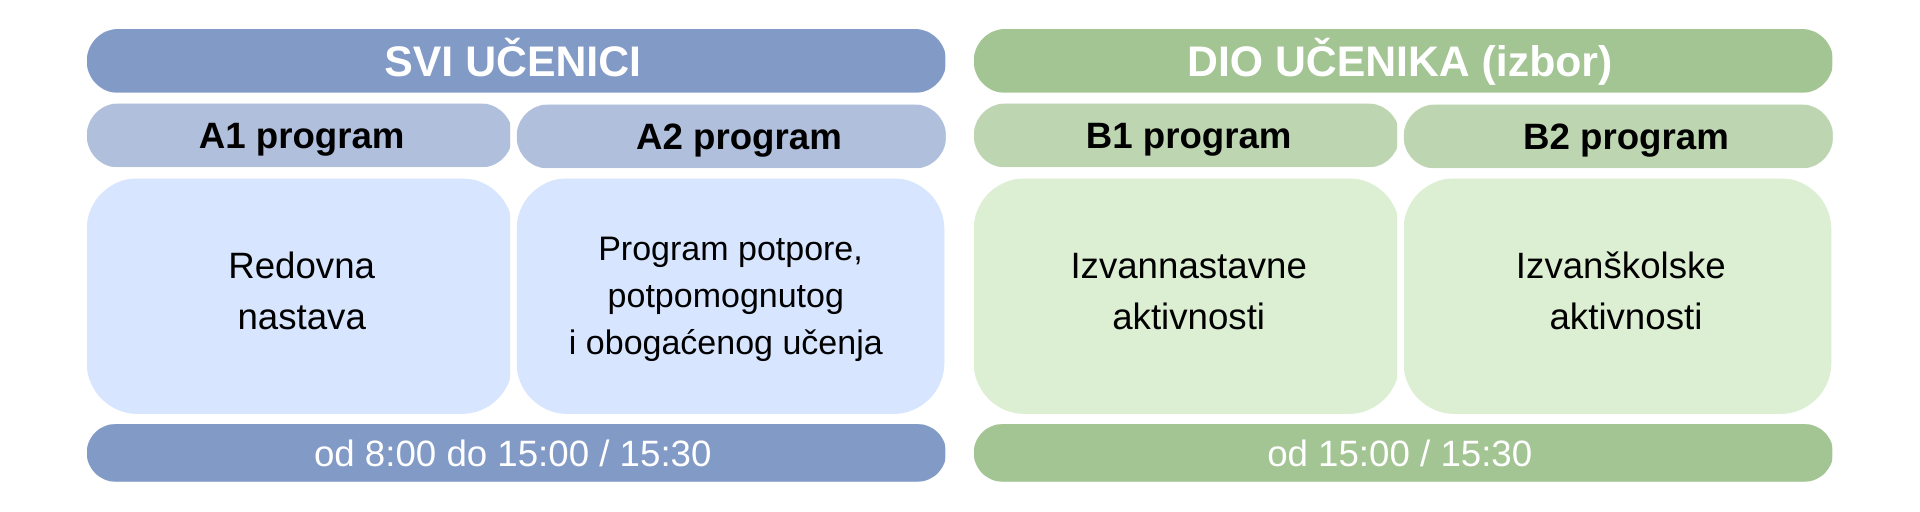 SVI UČENICI
A1 program
A2 program
Redovna
nastava
Program potpore,
potpomognutog
i obogaćenog učenja
od 8:00 do 15:00 / 15:30
DIO UČENIKA (izbor)
B1 program
B2 program
Izvannastavne
aktivnosti
Izvanškolske
aktivnosti
od 15:00 / 15:30